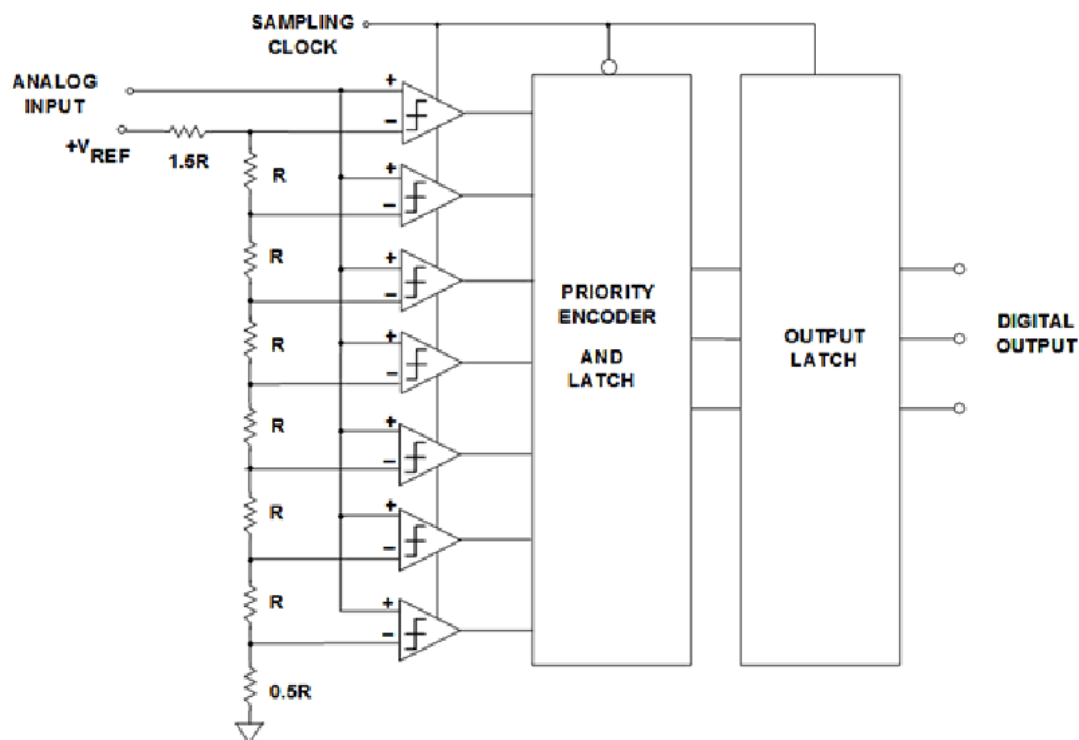 SAMPLING
CLOCK
ANALOG
INPUT
+VREF
1.5R
+
−
R
+
−
R
+
−
R
+
−
R
+
−
R
+
−
R
+
−
0.5R
PRIORITY
ENCODER
AND
LATCH
OUTPUT
LATCH
DIGITAL
OUTPUT